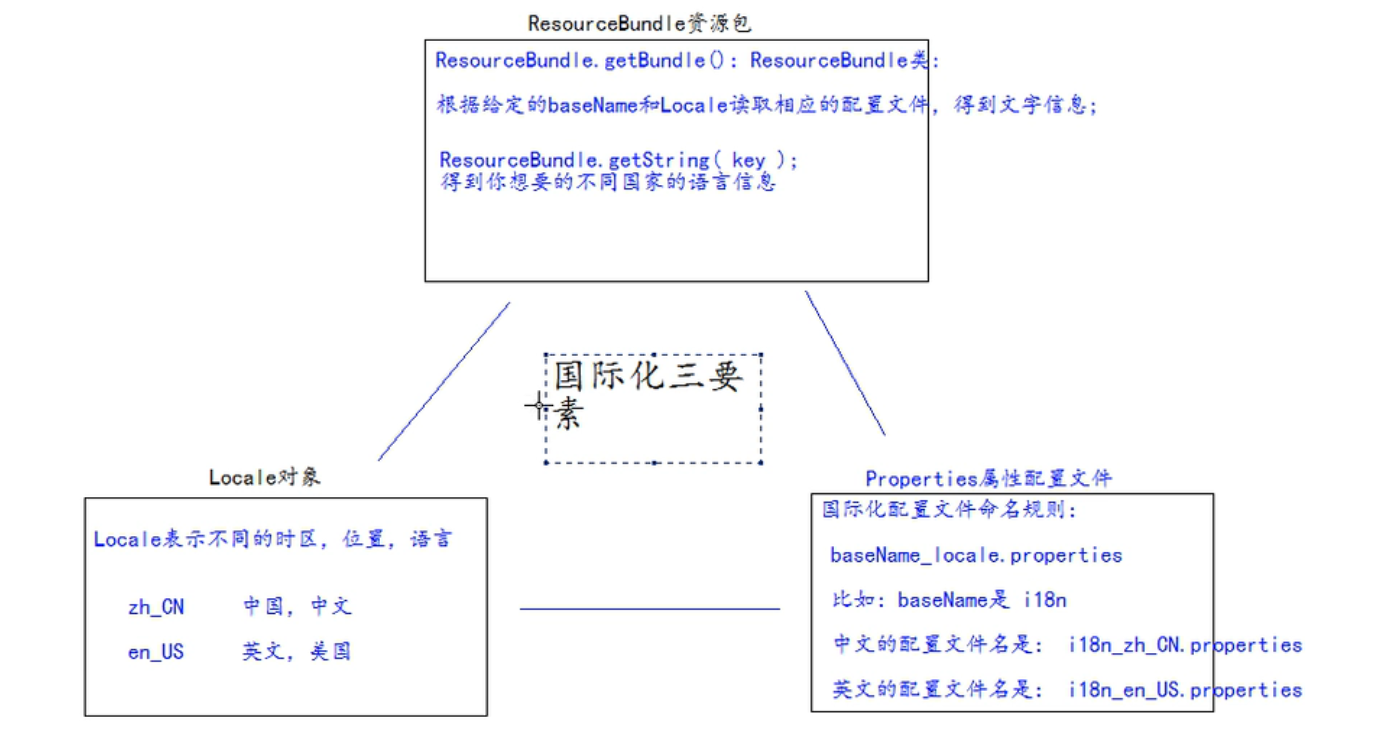 ResourceBundle资源包
ResourceBundle.getBundle(): ResourceBundle类:
根据给定的baseName和Locale读取相应的配置文件, 得到文字信息;
ResourceBundle.getString( key );
得到你想要的不同国家的语言信息
国际化三要
素
Locale对象
Locale表示不同的时区, 位置, 语言
zh_CN 中国, 中文
en_US 英文, 美国
Properties属性配置文件
国际化配置文件命名规则:
baseName_locale.properties
比如: baseName是 i18n
中文的配置文件名是: i18n_zh_CN.properties
英文的配置文件名是: i18n_en_US.properties